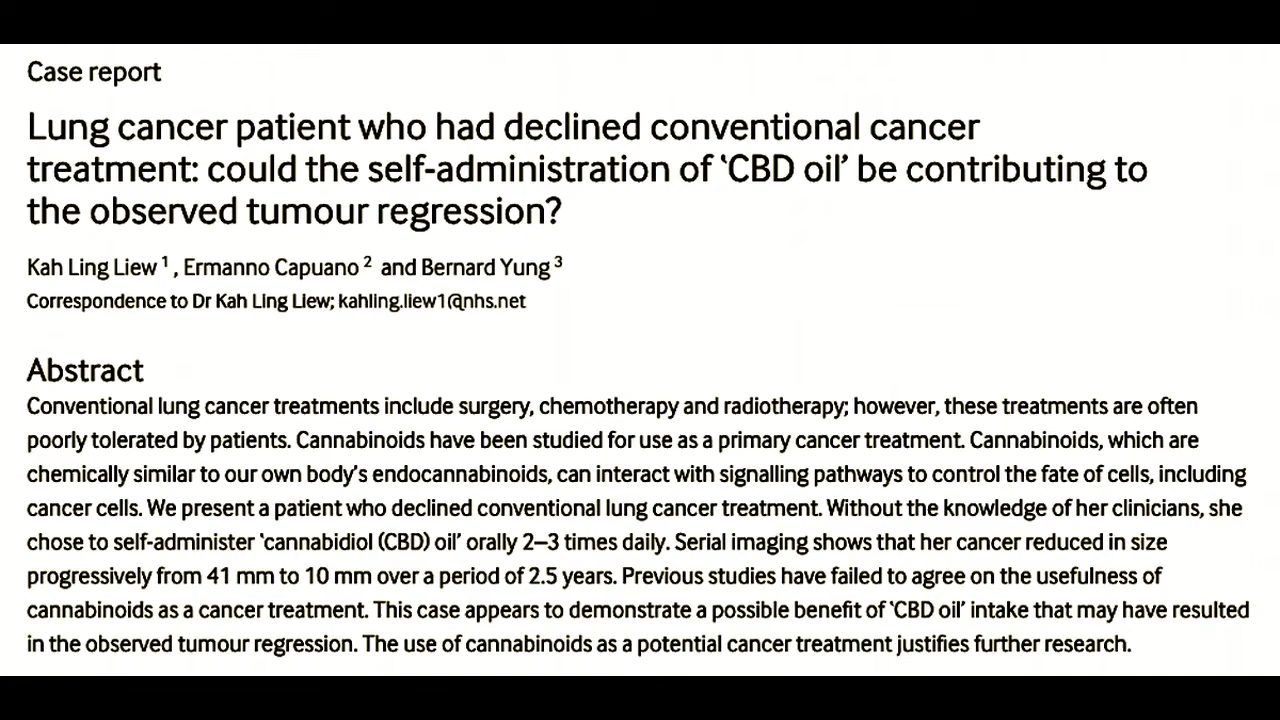 Case report
Lung cancer patient who had declined conventional cancer
treatment: could the self-administration of ‘CBD oil’ be contributing to
the observed tumour regression?
Kah Ling Liew 1, Ermanno Capuano 2 and Bernard Yung 3
Correspondence to Dr Kah Ling Liew; kahling.liew1@nhs.net
Abstract
Conventional lung cancer treatments include surgery, chemotherapy and radiotherapy; however, these treatments are often
poorly tolerated by patients. Cannabinoids have been studied for use as a primary cancer treatment. Cannabinoids, which are
chemically similar to our own body’s endocannabinoids, can interact with signalling pathways to control the fate of cells, including
cancer cells. We present a patient who declined conventional lung cancer treatment. Without the knowledge of her clinicians, she
chose to self-administer ‘cannabidiol (CBD) oil’ orally 2–3 times daily. Serial imaging shows that her cancer reduced in size
progressively from 41 mm to 10 mm over a period of 2.5 years. Previous studies have failed to agree on the usefulness of
cannabinoids as a cancer treatment. This case appears to demonstrate a possible benefit of ‘CBD oil’ intake that may have resulted
in the observed tumour regression. The use of cannabinoids as a potential cancer treatment justifies further research.